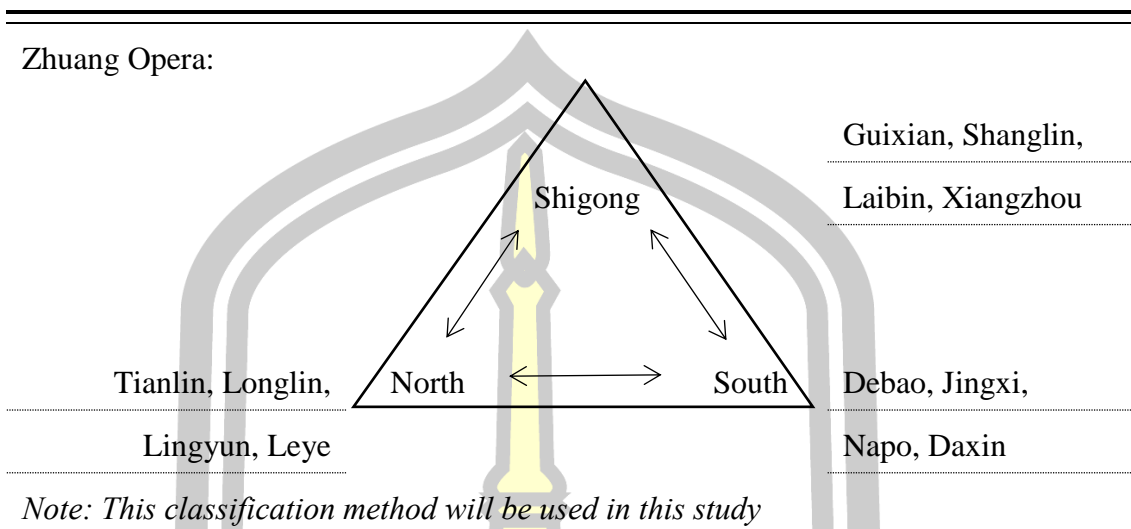 Zhuang Opera:
Guixian, Shanglin,
Shigong
Laibin, Xiangzhou
Tianlin, Longlin,
North
South
Debao, Jingxi,
Lingyun, Leye
Napo, Daxin
Note: This classification method will be used in this study